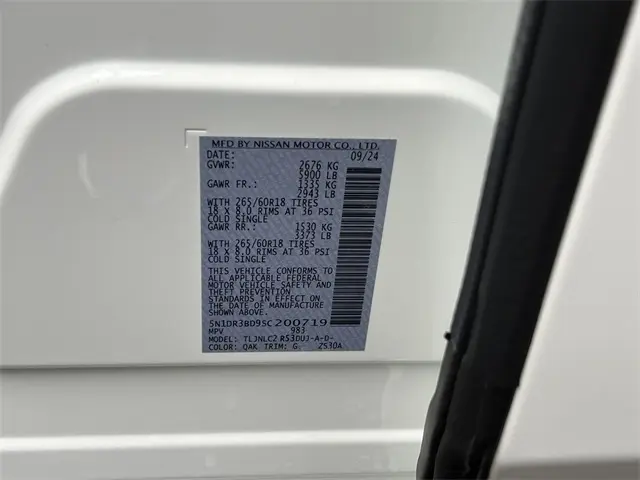 MFD BY NISSAN MOTOR CO., LTD.
DATE: 09/24
GVWR: 2676 KG
5900 LB
GAWR FR.: 1335 KG
2943 LB
WITH 265/60R18 TIRES
18 X 8.0 RIMS AT 36 PSI
COLD SINGLE
GAWR RR.: 1530 KG
3373 LB
WITH 265/60R18 TIRES
18 X 8.0 RIMS AT 36 PSI
COLD SINGLE
THIS VEHICLE CONFORMS TO
ALL APPLICABLE FEDERAL
MOTOR VEHICLE SAFETY AND
THEFT PREVENTION
STANDARDS IN EFFECT ON
THE DATE OF MANUFACTURE
SHOWN ABOVE.
5N1DR3BD9SC200719
MPV 983
MODEL: TLJNLC2 RS3DUJ-A-D-
COLOR: QAK TRIM: G Z530A